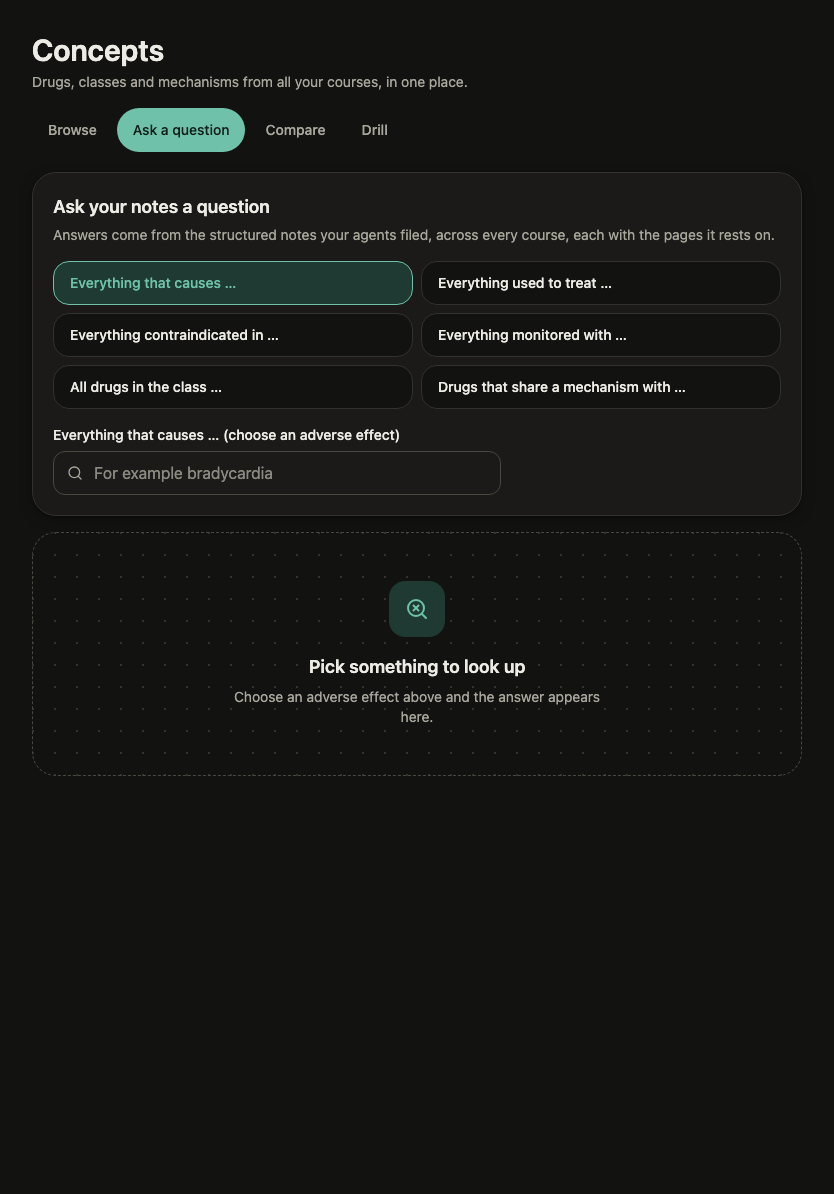 Concepts
Drugs, classes and mechanisms from all your courses, in one place.
Browse
Ask a question
Compare
Drill
Ask your notes a question
Answers come from the structured notes your agents filed, across every course, each with the pages it rests on.
Everything that causes ...
Everything used to treat ...
Everything contraindicated in ...
Everything monitored with ...
All drugs in the class ...
Drugs that share a mechanism with ...
Everything that causes ... (choose an adverse effect)
For example bradycardia
Pick something to look up
Choose an adverse effect above and the answer appears
here.